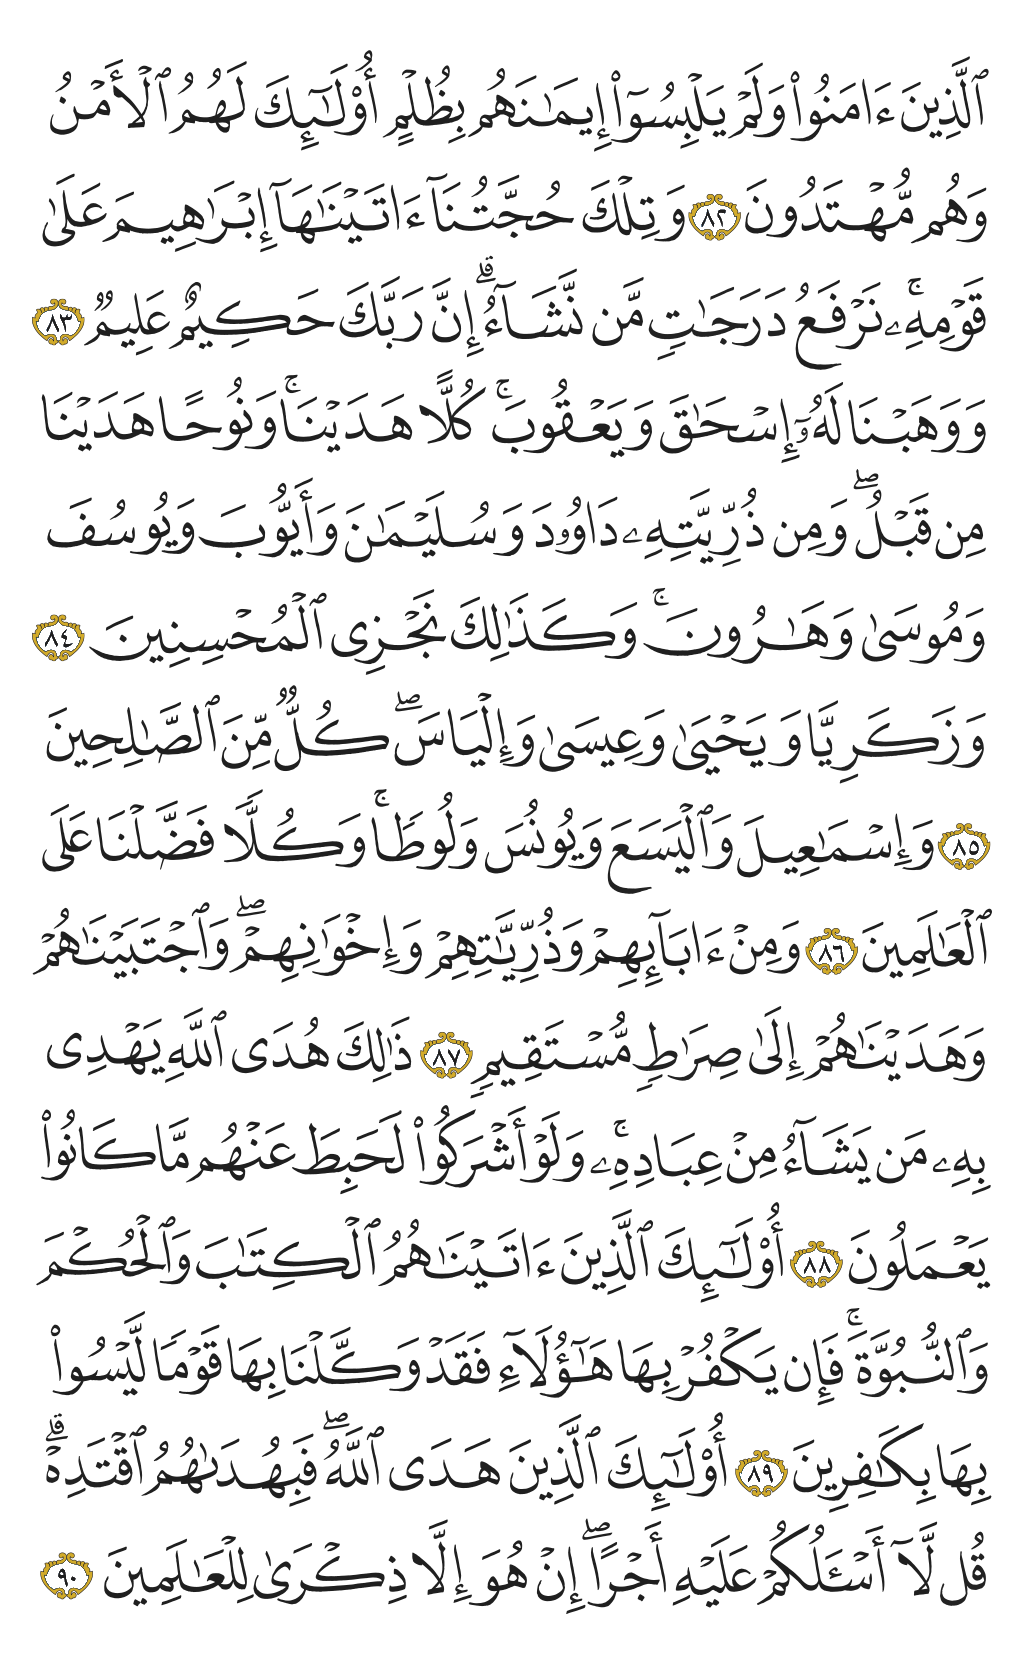 ٱلَّذِينَ ءَامَنُوا۟ وَلَمْ يَلْبِسُوٓا۟ إِيمَـٰنَهُم بِظُلْمٍ أُو۟لَـٰٓئِكَ لَهُمُ ٱلْأَمْنُ
وَهُم مُّهْتَدُونَ ٨٢ وَتِلْكَ حُجَّتُنَآ ءَاتَيْنَـٰهَآ إِبْرَٰهِيمَ عَلَىٰ
قَوْمِهِۦ ۚ نَرْفَعُ دَرَجَـٰتٍ مَّن نَّشَآءُ ۗ إِنَّ رَبَّكَ حَكِيمٌ عَلِيمٌ ٨٣
وَوَهَبْنَا لَهُۥٓ إِسْحَـٰقَ وَيَعْقُوبَ ۚ كُلًّا هَدَيْنَا ۚ وَنُوحًا هَدَيْنَا
مِن قَبْلُ ۖ وَمِن ذُرِّيَّتِهِۦ دَاوُۥدَ وَسُلَيْمَـٰنَ وَأَيُّوبَ وَيُوسُفَ
وَمُوسَىٰ وَهَـٰرُونَ ۚ وَكَذَٰلِكَ نَجْزِى ٱلْمُحْسِنِينَ ٨٤
وَزَكَرِيَّا وَيَحْيَىٰ وَعِيسَىٰ وَإِلْيَاسَ ۖ كُلٌّ مِّنَ ٱلصَّـٰلِحِينَ
٨٥ وَإِسْمَـٰعِيلَ وَٱلْيَسَعَ وَيُونُسَ وَلُوطًا ۚ وَكُلًّا فَضَّلْنَا عَلَى
ٱلْعَـٰلَمِينَ ٨٦ وَمِنْ ءَابَآئِهِمْ وَذُرِّيَّـٰتِهِمْ وَإِخْوَٰنِهِمْ ۖ وَٱجْتَبَيْنَـٰهُمْ
وَهَدَيْنَـٰهُمْ إِلَىٰ صِرَٰطٍ مُّسْتَقِيمٍ ٨٧ ذَٰلِكَ هُدَى ٱللَّهِ يَهْدِى
بِهِۦ مَن يَشَآءُ مِنْ عِبَادِهِۦ ۚ وَلَوْ أَشْرَكُوا۟ لَحَبِطَ عَنْهُم مَّا كَانُوا۟
يَعْمَلُونَ ٨٨ أُو۟لَـٰٓئِكَ ٱلَّذِينَ ءَاتَيْنَـٰهُمُ ٱلْكِتَـٰبَ وَٱلْحُكْمَ
وَٱلنُّبُوَّةَ ۚ فَإِن يَكْفُرْ بِهَا هَـٰٓؤُلَآءِ فَقَدْ وَكَّلْنَا بِهَا قَوْمًا لَّيْسُوا۟
بِهَا بِكَـٰفِرِينَ ٨٩ أُو۟لَـٰٓئِكَ ٱلَّذِينَ هَدَى ٱللَّهُ ۖ فَبِهُدَىٰهُمُ ٱقْتَدِهْ ۗ
قُل لَّآ أَسْـَٔلُكُمْ عَلَيْهِ أَجْرًا ۖ إِنْ هُوَ إِلَّا ذِكْرَىٰ لِلْعَـٰلَمِينَ ٩٠